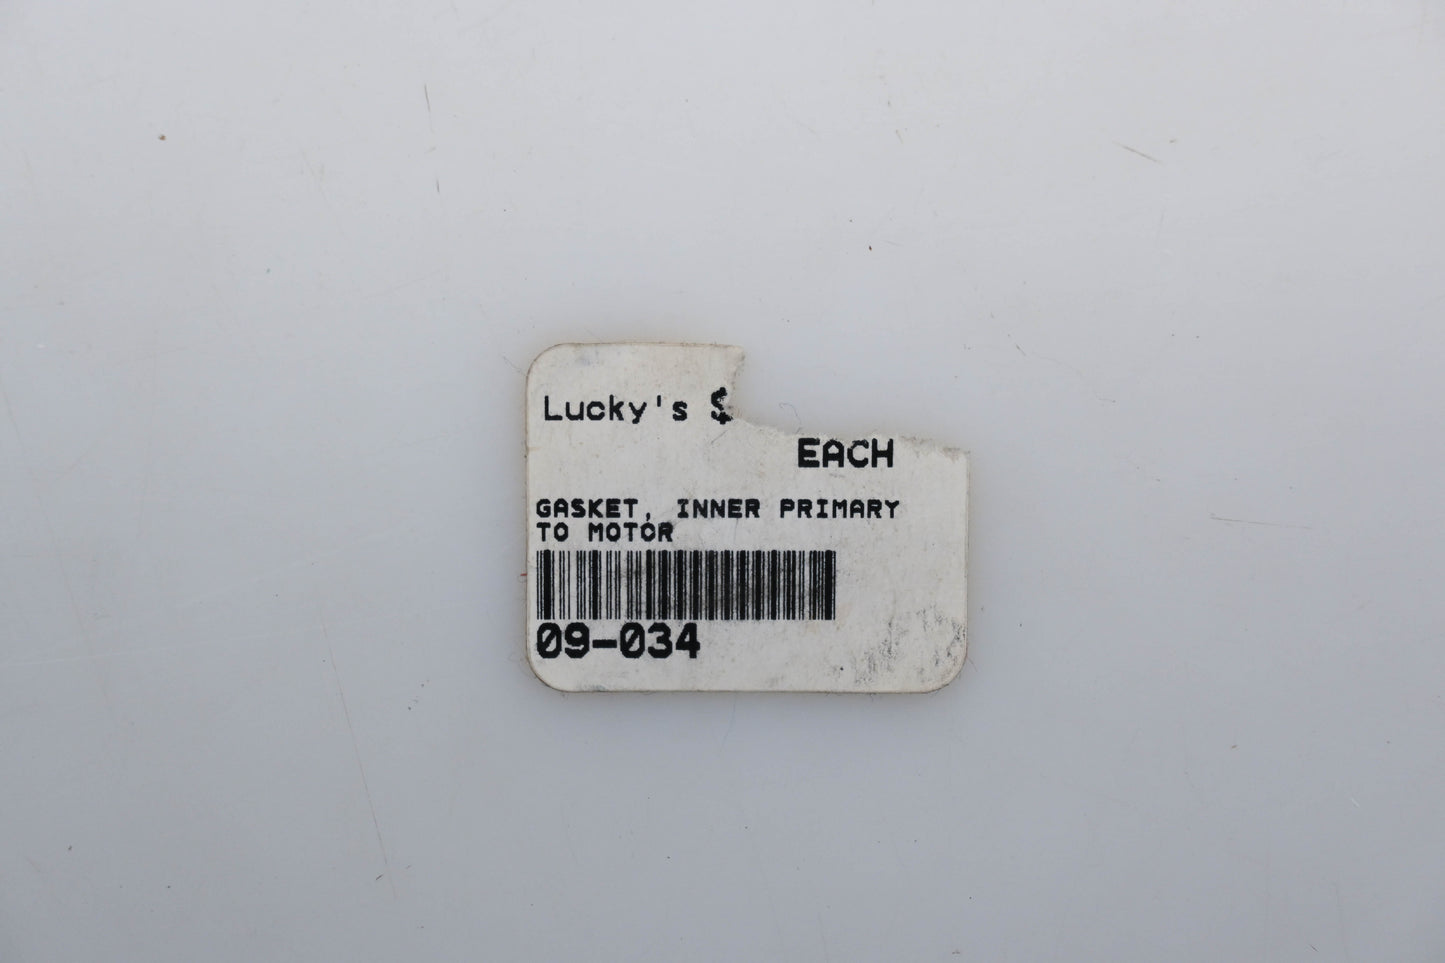 Lucky's $
EACH
GASKET, INNER PRIMARY
TO MOTOR
09-034